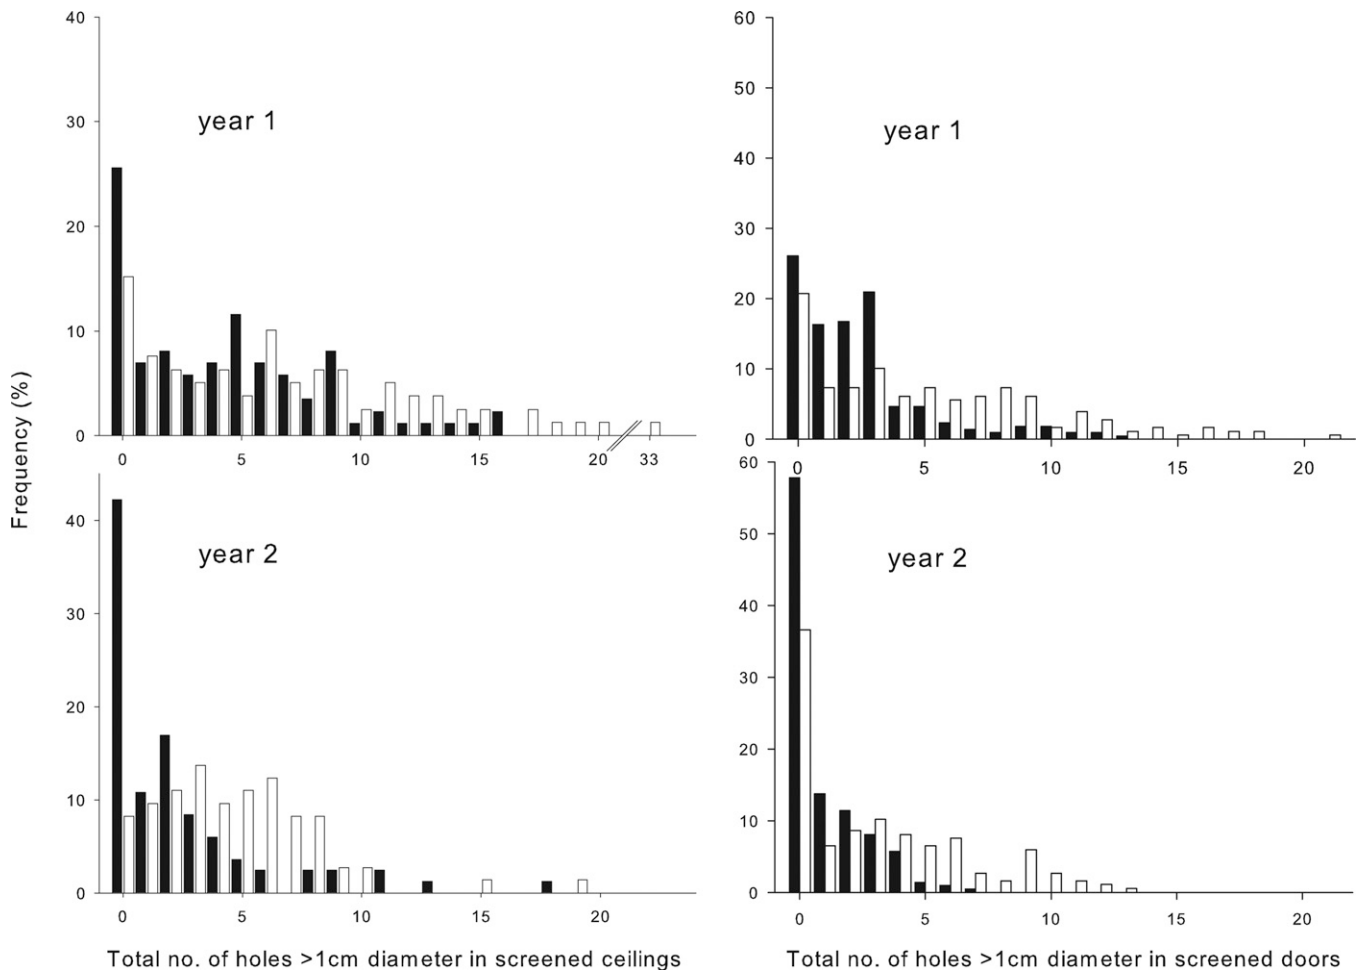 Frequency (%)
40
30
20
10
0
year 1
0 5 10 15 20 33
60
50
40
30
20
10
0
year 1
0 5 10 15 20
40
30
20
10
0
year 2
0 5 10 15 20
Total no. of holes >1cm diameter in screened ceilings
60
50
40
30
20
10
0
year 2
0 5 10 15 20
Total no. of holes >1cm diameter in screened doors